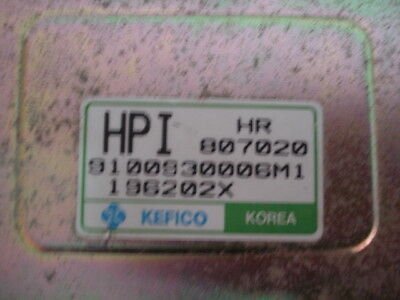 HPI HR
807020
9100930006M1
196202X
KEFICO KOREA